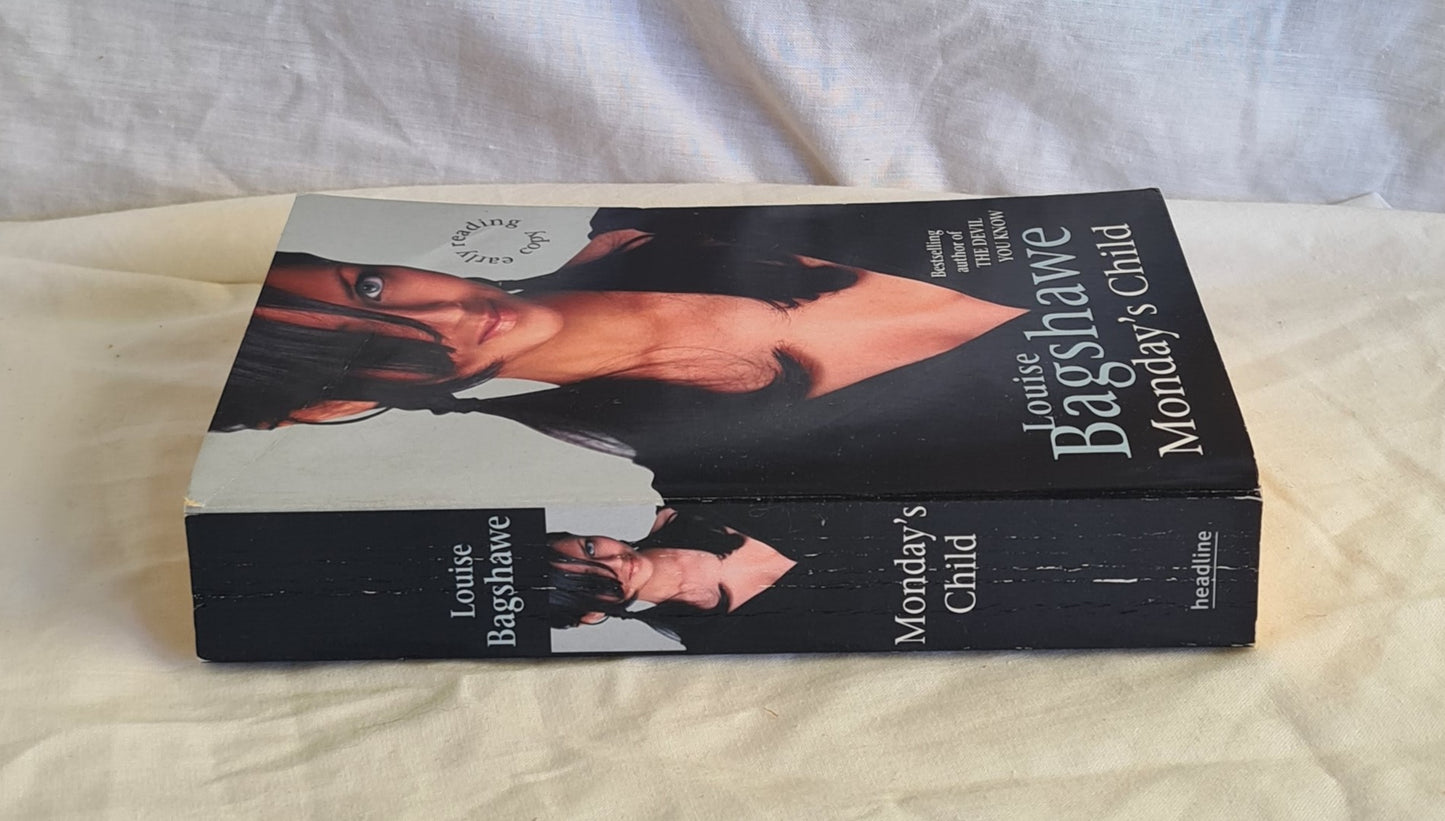 early reading copy
Bestselling
author of
THE DEVIL
YOU KNOW
Louise
Bagshawe
Monday's Child
Louise
Bagshawe
Monday's
Child
headline